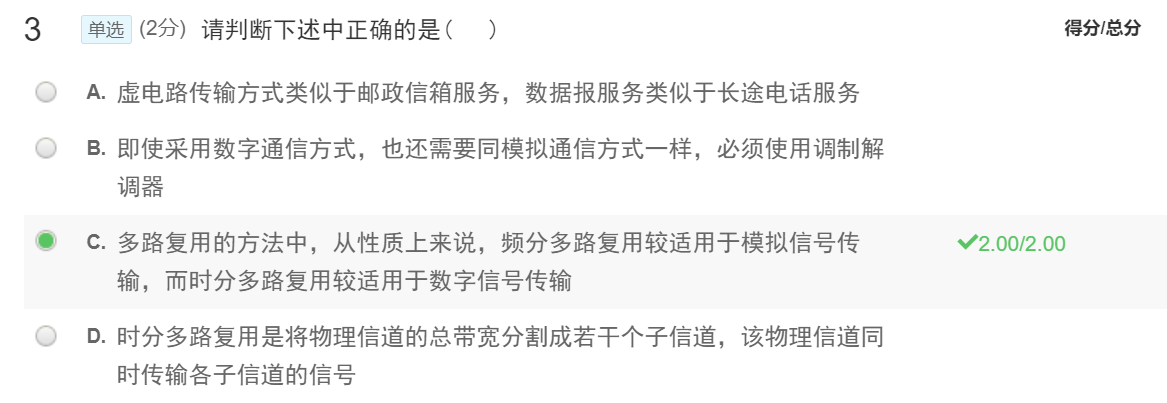 3 单选 (2分) 请判断下述中正确的是( ) 得分/总分
A. 虚电路传输方式类似于邮政信箱服务，数据报服务类似于长途电话服务
B. 即使采用数字通信方式，也还需要同模拟通信方式一样，必须使用调制解
调器
C. 多路复用的方法中，从性质上来说，频分多路复用较适用于模拟信号传 2.00/2.00
输，而时分多路复用较适用于数字信号传输
D. 时分多路复用是将物理信道的总带宽分割成若干个子信道，该物理信道同
时传输各子信道的信号